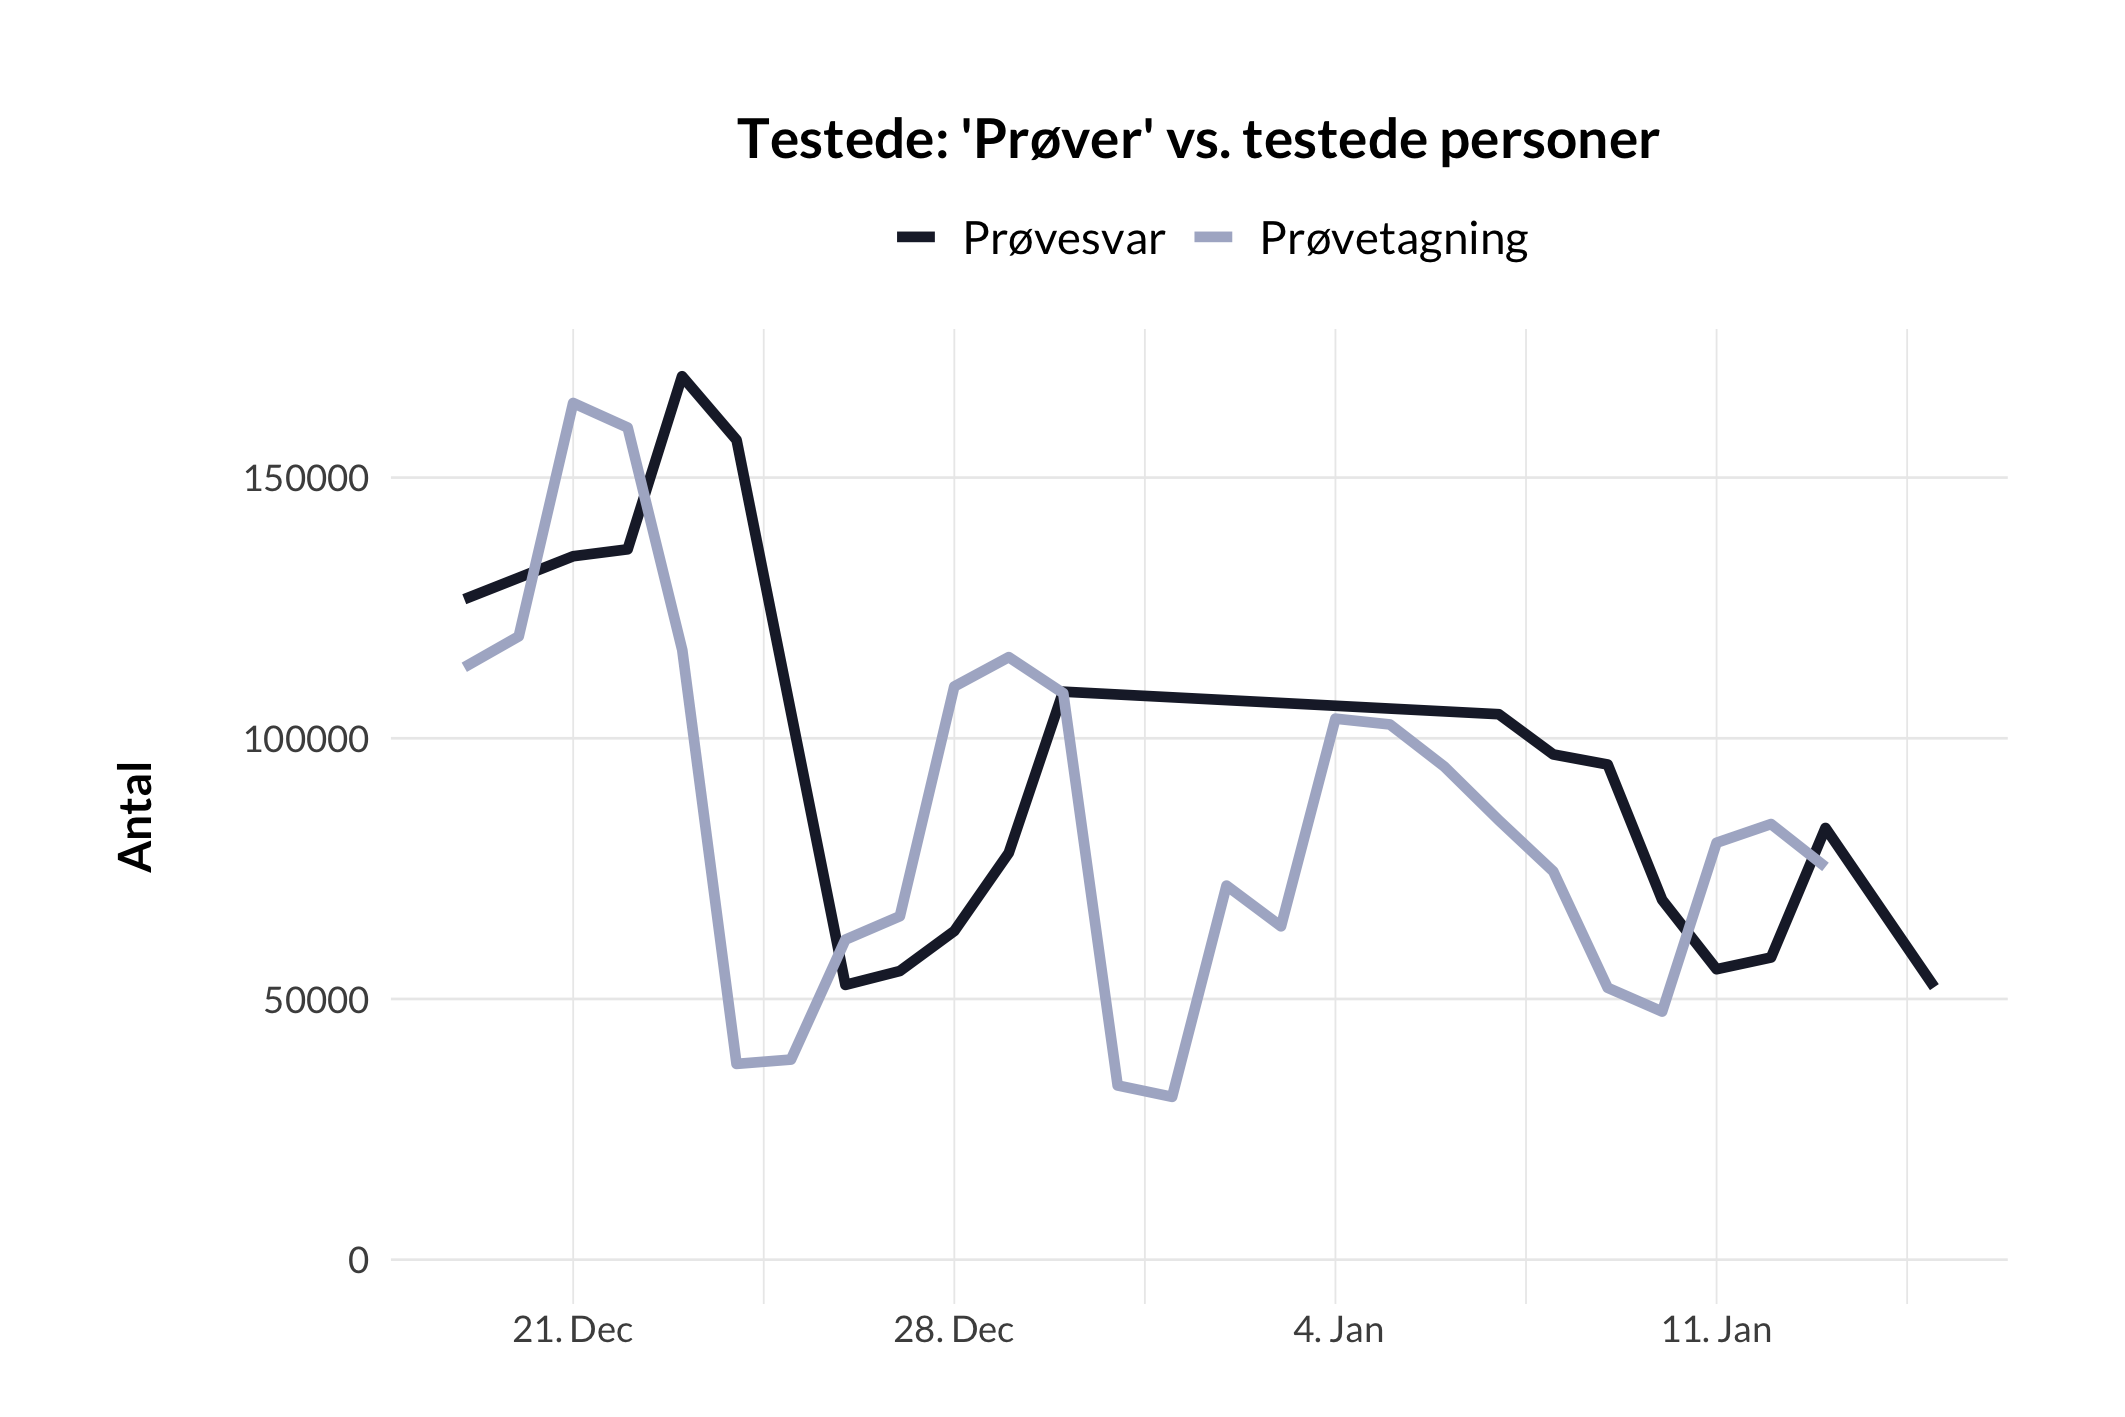 Testede: 'Prøver' vs. testede personer
Prøvesvar Prøvetagning
Antal
150000
100000
50000
0
21. Dec 28. Dec 4. Jan 11. Jan